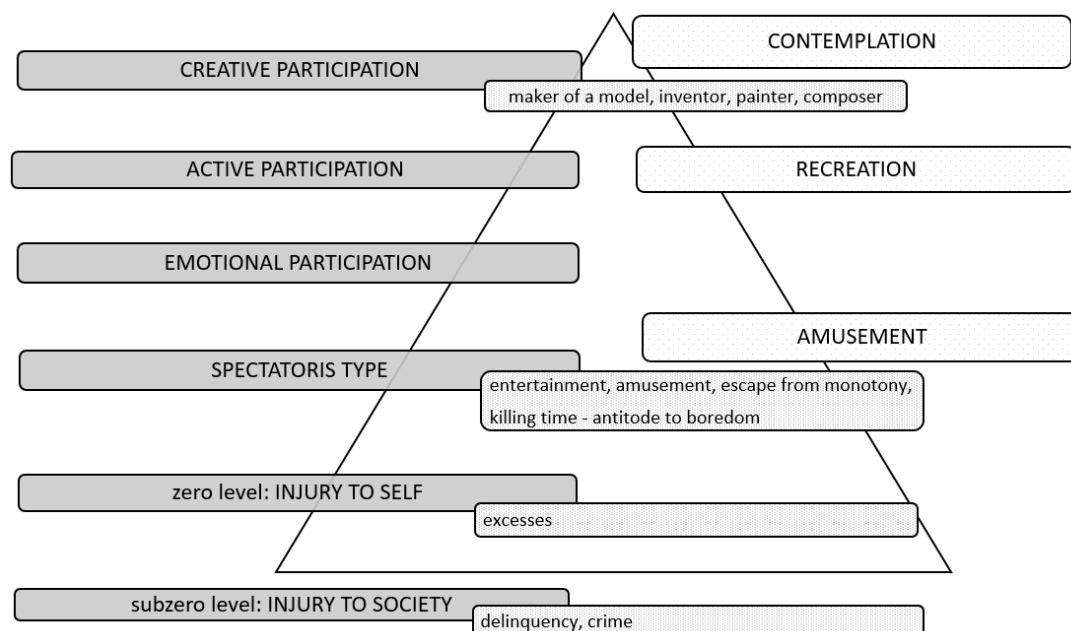 CONTEMPLATION
CREATIVE PARTICIPATION
maker of a model, inventor, painter, composer
ACTIVE PARTICIPATION
RECREATION
EMOTIONAL PARTICIPATION
AMUSEMENT
SPECTATORIS TYPE
entertainment, amusement, escape from monotony,
killing time - antitode to boredom
zero level: INJURY TO SELF
excesses
subzero level: INJURY TO SOCIETY
delinquency, crime